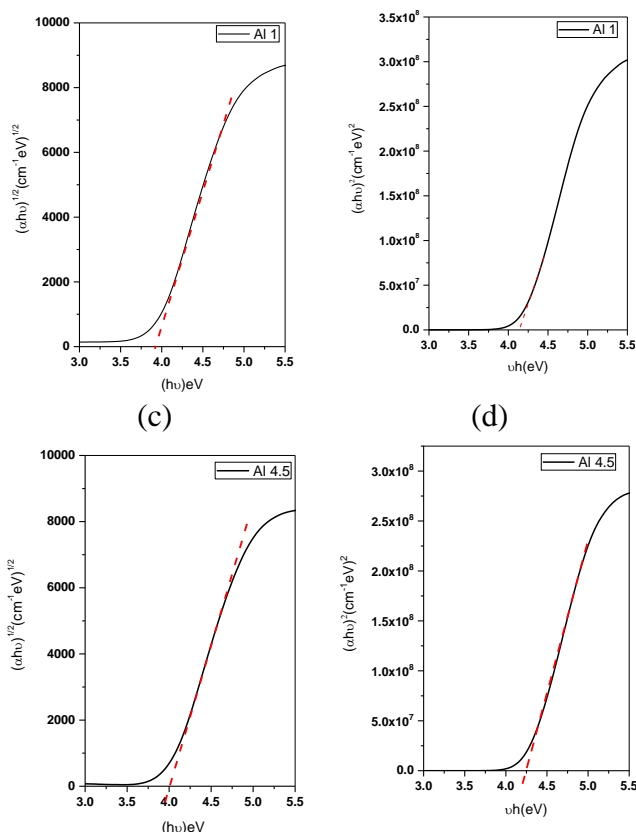 Al 1
10000
8000
6000
4000
2000
0
(αhυ)^1/2(cm^-1eV)^1/2
3.0 3.5 4.0 4.5 5.0 5.5
(hυ)eV
Al 1
3.5x10^8
3.0x10^8
2.5x10^8
2.0x10^8
1.5x10^8
1.0x10^8
5.0x10^7
0.0
(αhυ)^2(cm^-1eV)^2
3.0 3.5 4.0 4.5 5.0 5.5
υh(eV)
(c) (d)
Al 4.5
10000
8000
6000
4000
2000
0
(αhυ)^1/2(cm^-1eV)^1/2
3.0 3.5 4.0 4.5 5.0 5.5
(hυ)eV
Al 4.5
3.0x10^8
2.5x10^8
2.0x10^8
1.5x10^8
1.0x10^8
5.0x10^7
0.0
(αhυ)^2(cm^-1eV)^2
3.0 3.5 4.0 4.5 5.0 5.5
υh(eV)